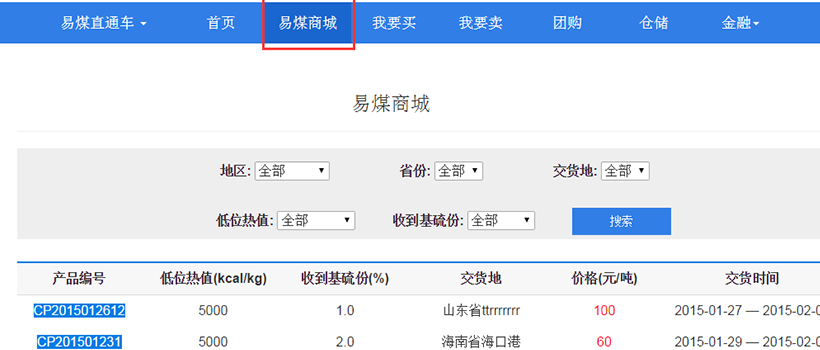 易煤直通车 首页 易煤商城 我要买 我要卖 团购 仓储 金融
易煤商城
地区: 全部 省份: 全部 交货地: 全部
低位热值: 全部 收到基硫份: 全部 搜索
产品编号 低位热值(kcal/kg) 收到基硫份(%) 交货地 价格(元/吨) 交货时间
CP2015012612 5000 1.0 山东省ttrrrrrrr 100 2015-01-27 — 2015-02-0
CP201501231 5000 2.0 海南省海口港 60 2015-01-29 — 2015-02-0